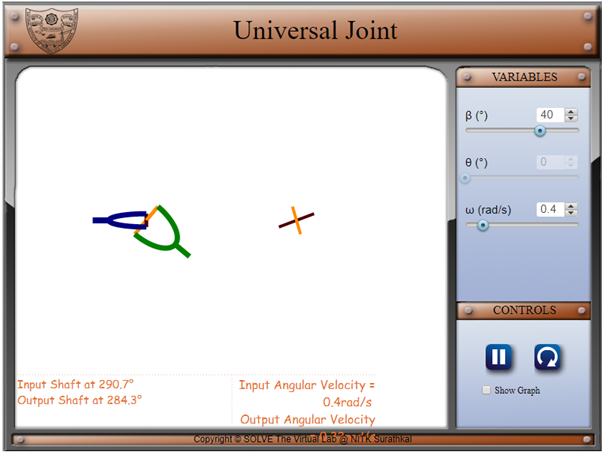 Universal Joint
VARIABLES
β (°)
40
θ (°)
0
ω (rad/s)
0.4
CONTROLS
Show Graph
Input Shaft at 290.7°
Output Shaft at 284.3°
Input Angular Velocity =
0.4rad/s
Output Angular Velocity
Copyright © SOLVE The Virtual Lab @ NITK Surathkal